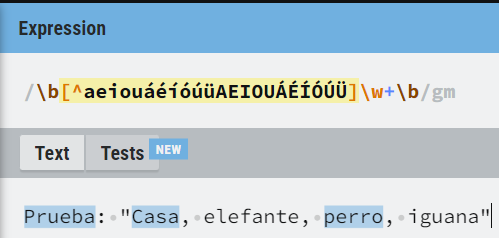 Expression
/\b[^aeiouáéíóúüAEIOUÁÉÍÓÚÜ]\w+\b/gm
Text Tests NEW
Prueba: "Casa, elefante, perro, iguana"